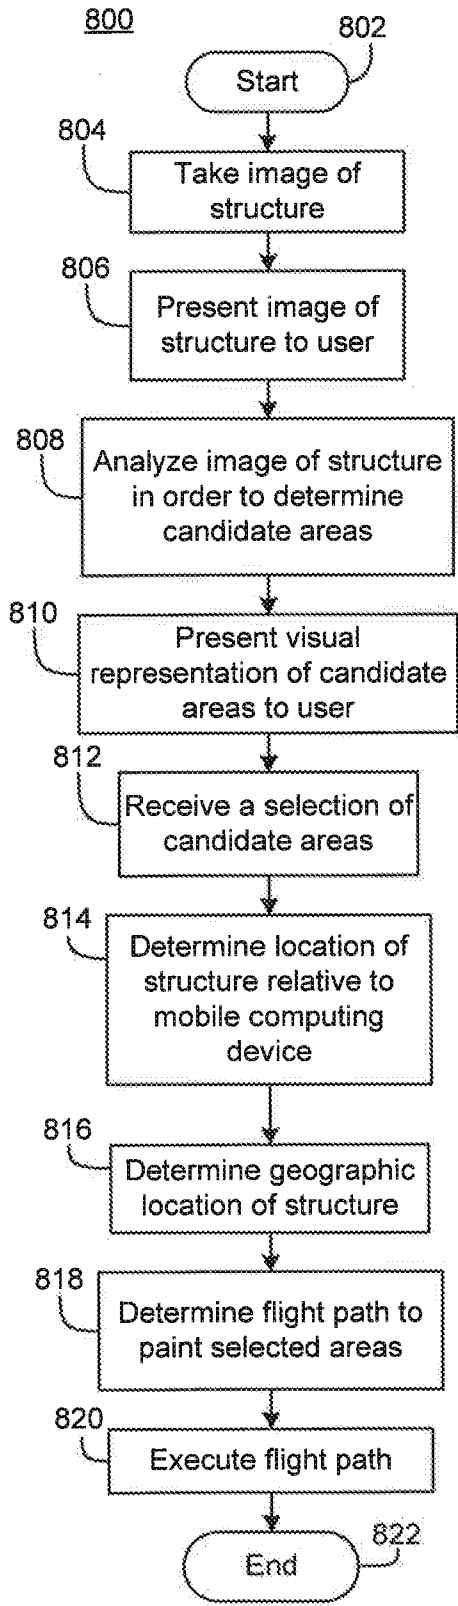 800
802
Start
804
Take image of
structure
806
Present image of
structure to user
808
Analyze image of structure
in order to determine
candidate areas
810
Present visual
representation of candidate
areas to user
812
Receive a selection of
candidate areas
814
Determine location of
structure relative to
mobile computing
device
816
Determine geographic
location of structure
818
Determine flight path to
paint selected areas
820
Execute flight path
822
End